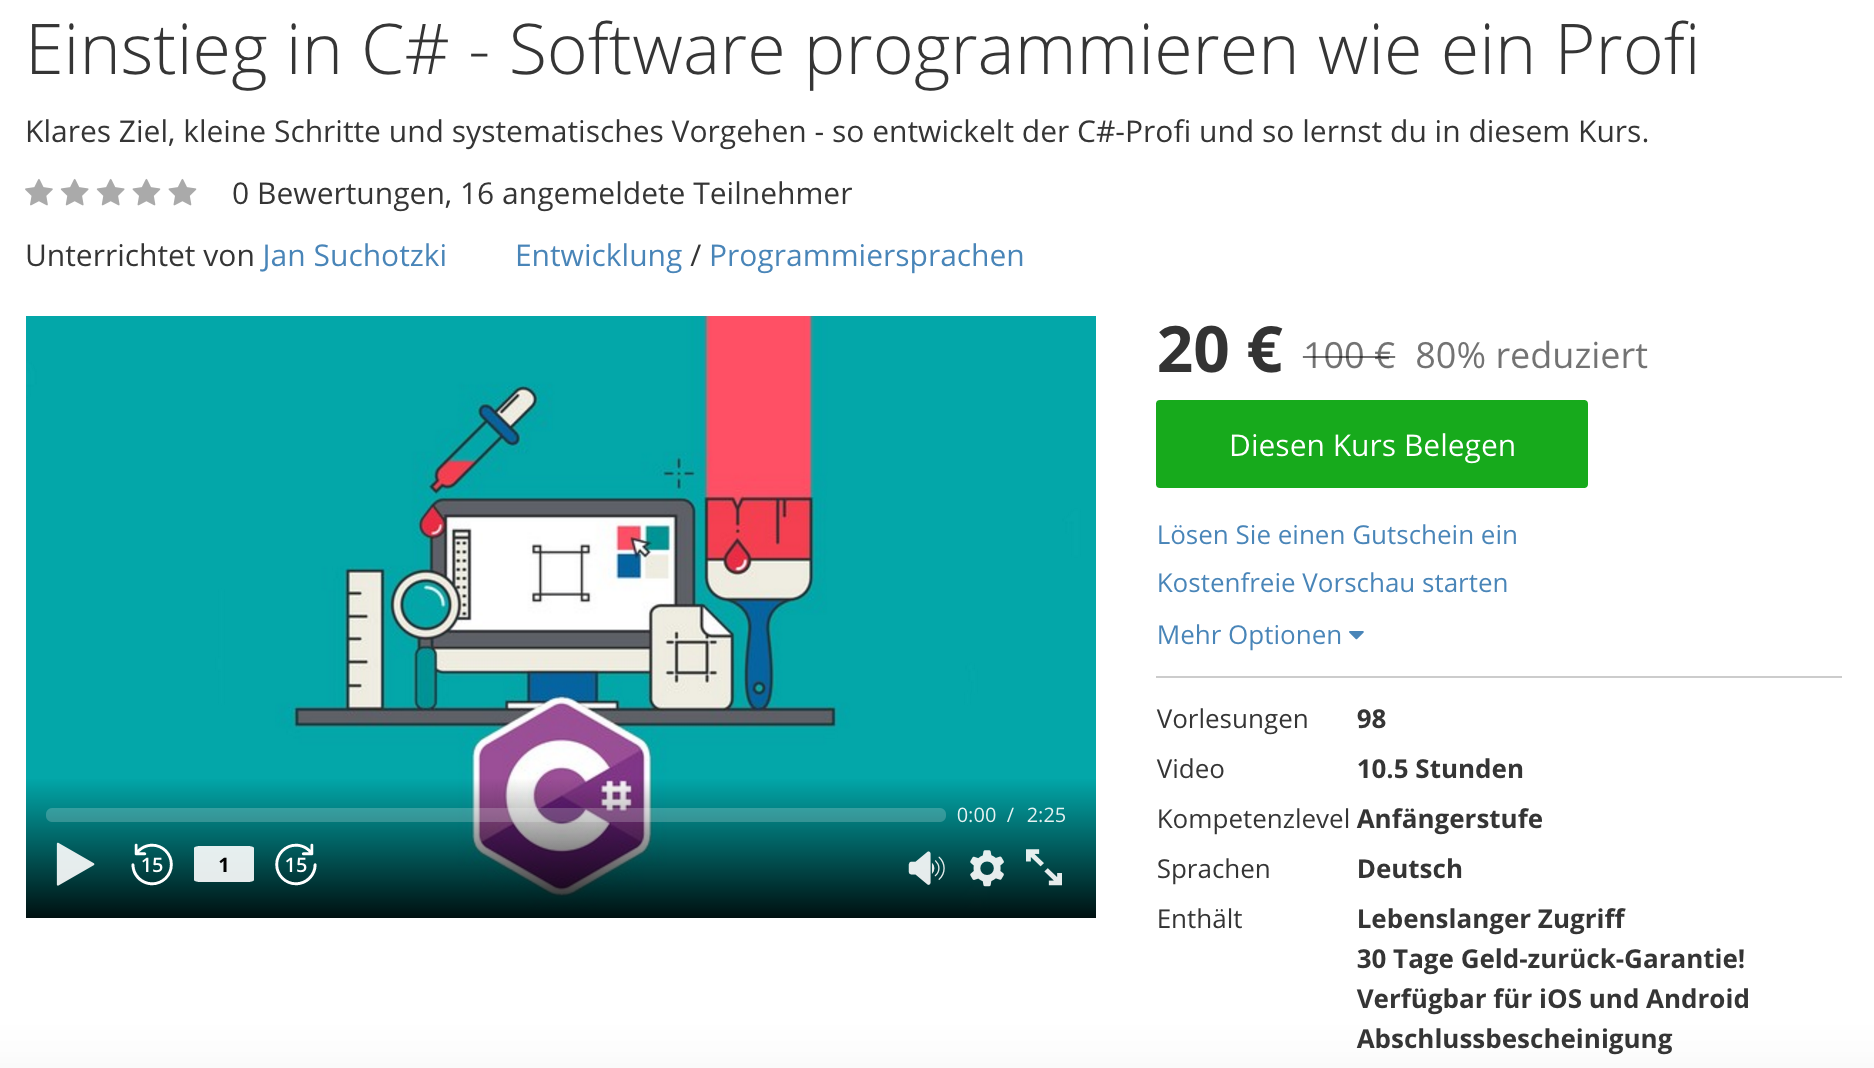 Einstieg in C# - Software programmieren wie ein Profi
Klares Ziel, kleine Schritte und systematisches Vorgehen - so entwickelt der C#-Profi und so lernst du in diesem Kurs.
0 Bewertungen, 16 angemeldete Teilnehmer
Unterrichtet von Jan Suchotzki Entwicklung / Programmiersprachen
C#
0:00 / 2:25
15 1 15
20 € 100 € 80% reduziert
Diesen Kurs Belegen
Lösen Sie einen Gutschein ein
Kostenfreie Vorschau starten
Mehr Optionen
Vorlesungen 98
Video 10.5 Stunden
Kompetenzlevel Anfängerstufe
Sprachen Deutsch
Enthält Lebenslanger Zugriff
30 Tage Geld-zurück-Garantie!
Verfügbar für iOS und Android
Abschlussbescheinigung